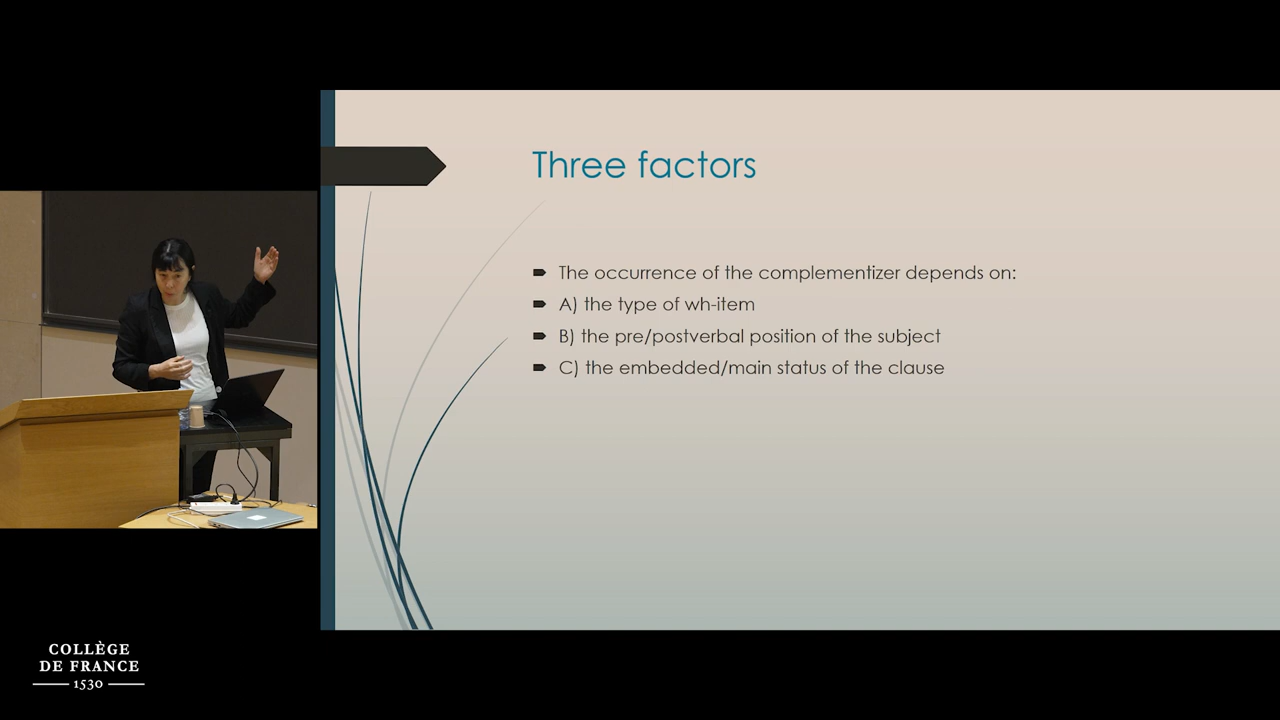 Three factors
The occurrence of the complementizer depends on:
A) the type of wh-item
B) the pre/postverbal position of the subject
C) the embedded/main status of the clause
COLLÈGE
DE FRANCE
1530